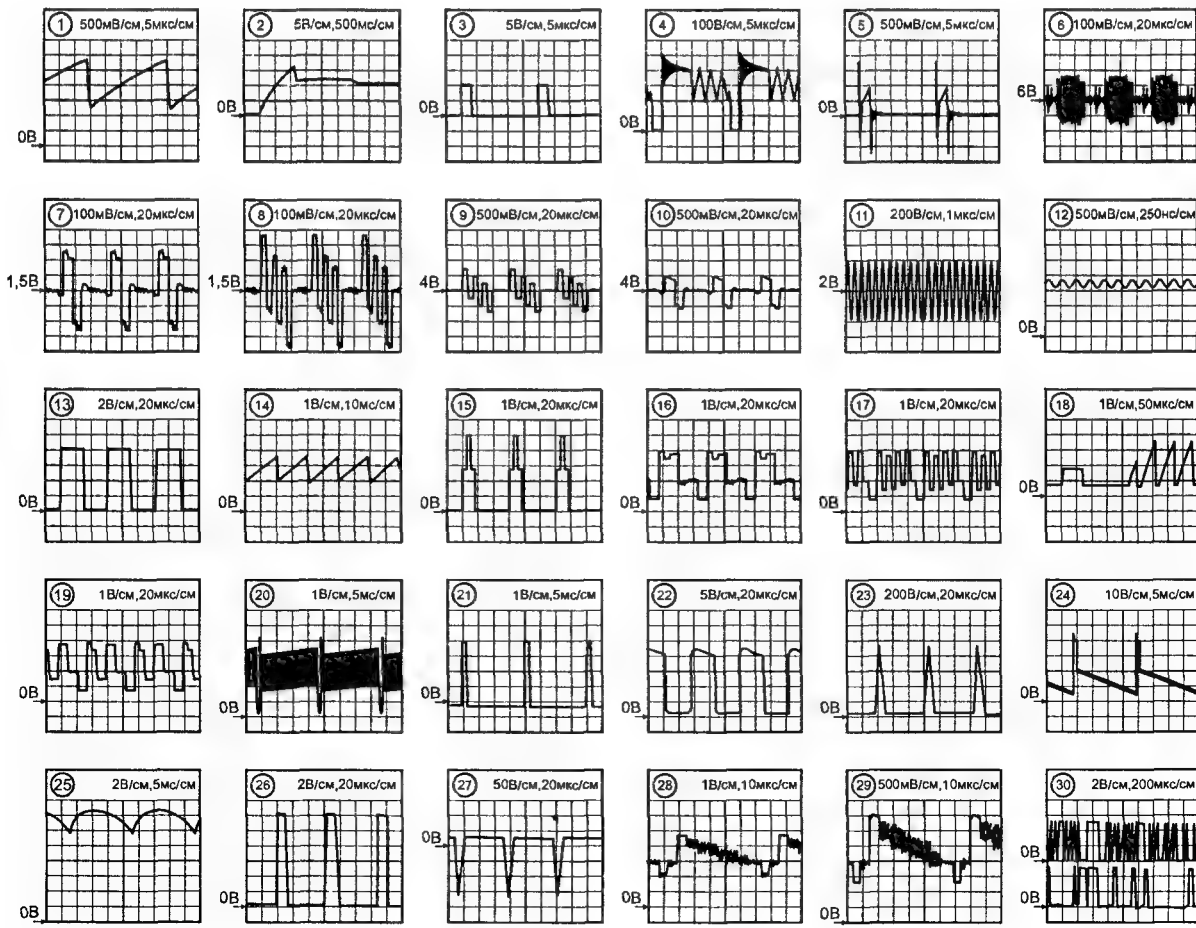 1 500мВ/см,5мкс/см
0В
2 5В/см,500мс/см
0В
3 5В/см,5мкс/см
0В
4 100В/см,5мкс/см
0В
5 500мВ/см,5мкс/см
0В
6 100мВ/см,20мкс/см
6В
7 100мВ/см,20мкс/см
1,5В
8 100мВ/см,20мкс/см
1,5В
9 500мВ/см,20мкс/см
4В
10 500мВ/см,20мкс/см
4В
11 200В/см,1мкс/см
2В
12 500мВ/см,250нс/см
0В
13 2В/см,20мкс/см
0В
14 1В/см,10мс/см
0В
15 1В/см,20мкс/см
0В
16 1В/см,20мкс/см
0В
17 1В/см,20мкс/см
0В
18 1В/см,50мкс/см
0В
19 1В/см,20мкс/см
0В
20 1В/см,5мс/см
0В
21 1В/см,5мс/см
0В
22 5В/см,20мкс/см
0В
23 200В/см,20мкс/см
0В
24 10В/см,5мс/см
0В
25 2В/см,5мс/см
0В
26 2В/см,20мкс/см
0В
27 50В/см,20мкс/см
0В
28 1В/см,10мкс/см
0В
29 500мВ/см,10мкс/см
0В
30 2В/см,200мкс/см
0В
0В